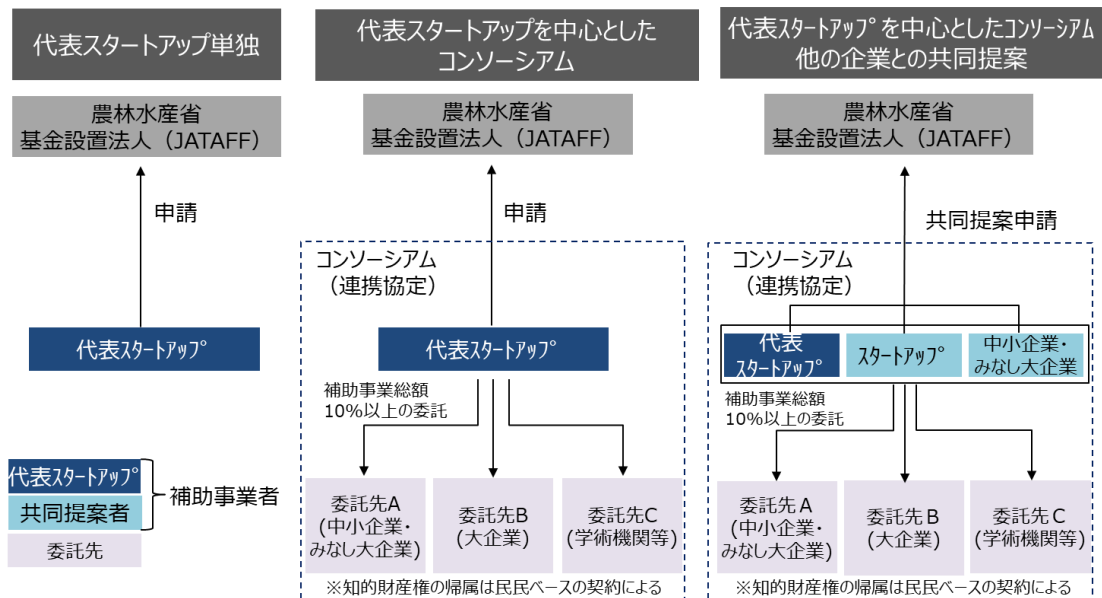 代表スタートアップ単独
農林水産省
基金設置法人（JATAFF）
申請
代表ｽﾀｰﾄｱｯﾌﾟ
代表ｽﾀｰﾄｱｯﾌﾟ
共同提案者
委託先
補助事業者
代表スタートアップを中心とした
コンソーシアム
農林水産省
基金設置法人（JATAFF）
申請
コンソーシアム
（連携協定）
代表ｽﾀｰﾄｱｯﾌﾟ
補助事業総額
10%以上の委託
委託先A
(中小企業・
みなし大企業)
委託先B
(大企業)
委託先C
(学術機関等)
※知的財産権の帰属は民民ベースの契約による
代表ｽﾀｰﾄｱｯﾌﾟを中心としたｺﾝｿｰｼｱﾑ
他の企業との共同提案
農林水産省
基金設置法人（JATAFF）
共同提案申請
コンソーシアム
（連携協定）
代表
ｽﾀｰﾄｱｯﾌﾟ
ｽﾀｰﾄｱｯﾌﾟ
中小企業・
みなし大企業
補助事業総額
10%以上の委託
委託先Ａ
(中小企業・
みなし大企業)
委託先Ｂ
(大企業)
委託先Ｃ
(学術機関等)
※知的財産権の帰属は民民ベースの契約による